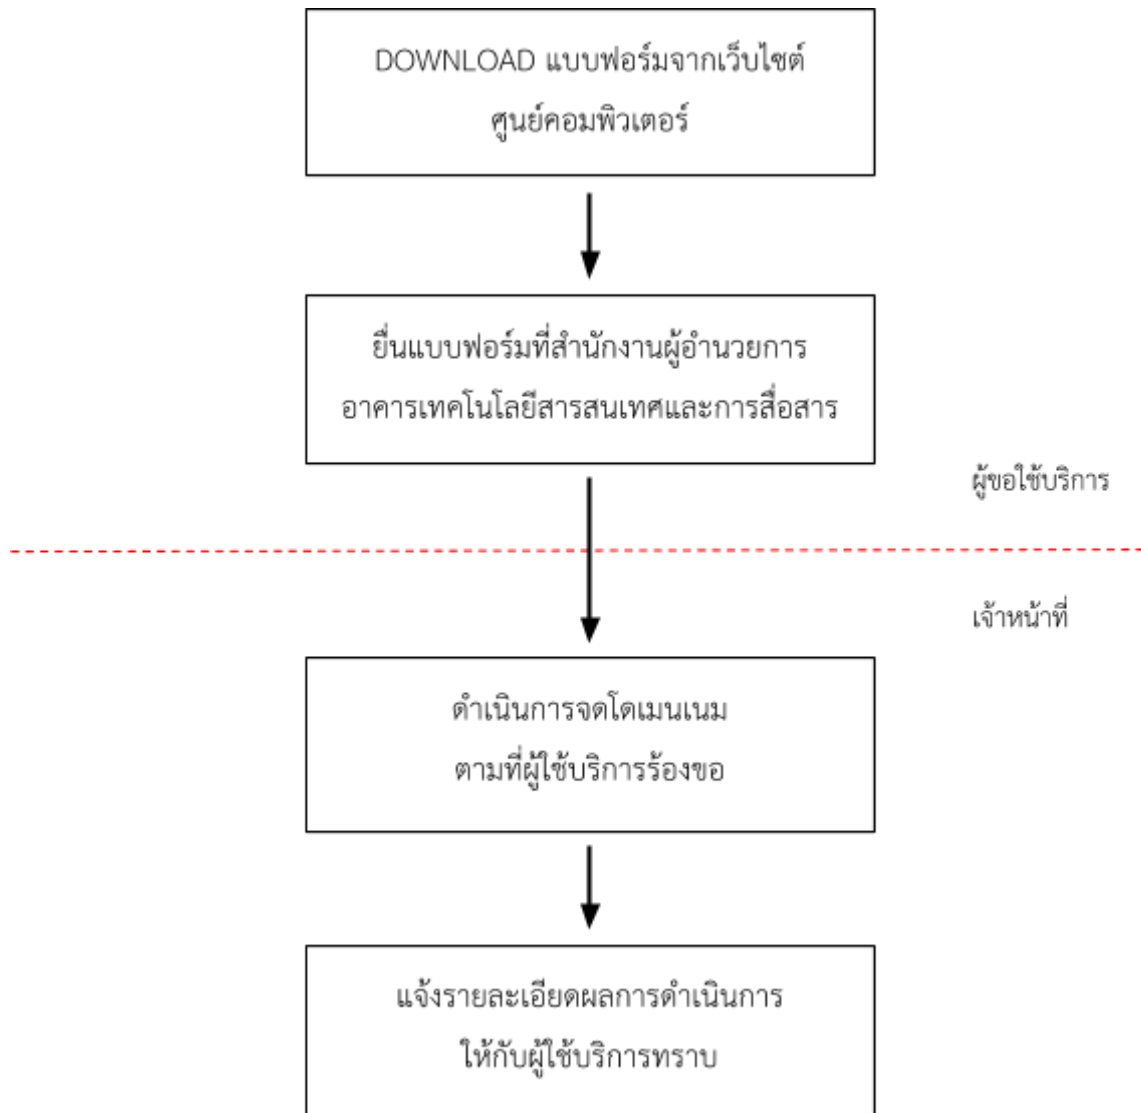 DOWNLOAD แบบฟอร์มจากเว็บไซต์
ศูนย์คอมพิวเตอร์
ยื่นแบบฟอร์มที่สำนักงานผู้อำนวยการ
อาคารเทคโนโลยีสารสนเทศและการสื่อสาร
ผู้ขอใช้บริการ
เจ้าหน้าที่
ดำเนินการจดโดเมนเนม
ตามที่ผู้ใช้บริการร้องขอ
แจ้งรายละเอียดผลการดำเนินการ
ให้กับผู้ใช้บริการทราบ